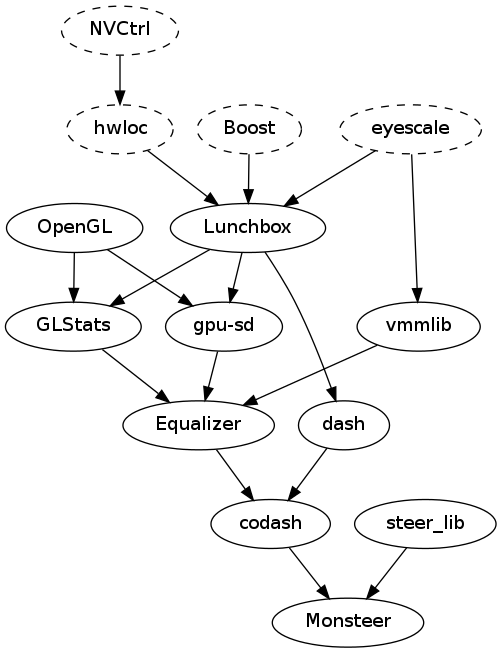 NVCtrl
hwloc
Boost
eyescale
OpenGL
Lunchbox
GLStats
gpu-sd
vmmlib
Equalizer
dash
codash
steer_lib
Monsteer